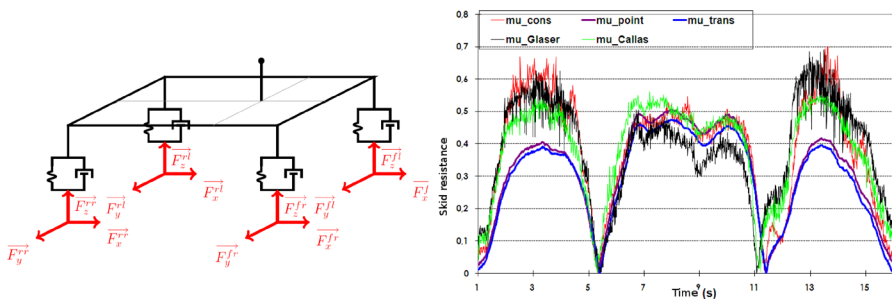 mu_cons mu_point mu_trans
mu_Glaser mu_Callas
0,8
0,7
0,6
0,5
0,4
0,3
0,2
0,1
0
Skid resistance
1 3 5 7 9 11 13 15
Time (s)
F_z^{rl}
F_z^{fl}
F_y^{rl}
F_x^{rl}
F_x^{f}
F_z^{rr}
F_x^{rr}
F_y^{rr}
F_z^{fr}
F_y^{fl}
F_y^{fr}
F_x^{fr}